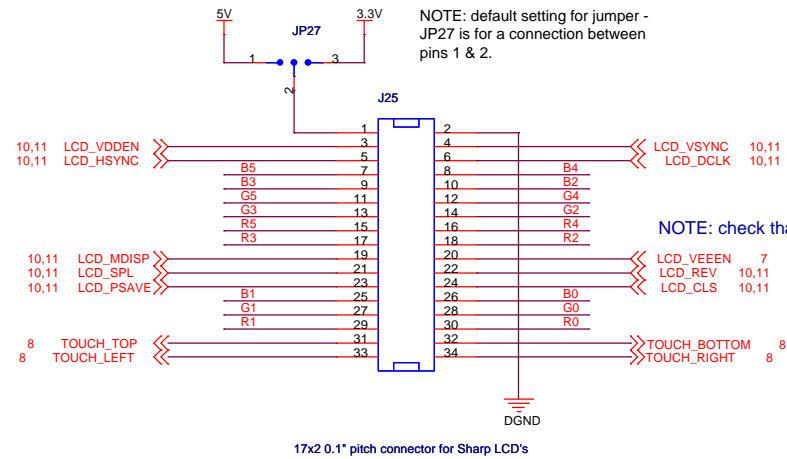 5V
JP27
3.3V
NOTE: default setting for jumper -
JP27 is for a connection between
pins 1 & 2.
1
3
2
J25
1 2
10,11 LCD_VDDEN 3 4 LCD_VSYNC 10,11
10,11 LCD_HSYNC 5 6 LCD_DCLK 10,11
B5 7 8 B4
B3 9 10 B2
G5 11 12 G4
G3 13 14 G2
R5 15 16 R4
R3 17 18 R2
NOTE: check tha
10,11 LCD_MDISP 19 20 LCD_VEEEN 7
10,11 LCD_SPL 21 22 LCD_REV 10,11
10,11 LCD_PSAVE 23 24 LCD_CLS 10,11
B1 25 26 B0
G1 27 28 G0
R1 29 30 R0
8 TOUCH_TOP 31 32 TOUCH_BOTTOM 8
8 TOUCH_LEFT 33 34 TOUCH_RIGHT 8
DGND
17x2 0.1" pitch connector for Sharp LCD's